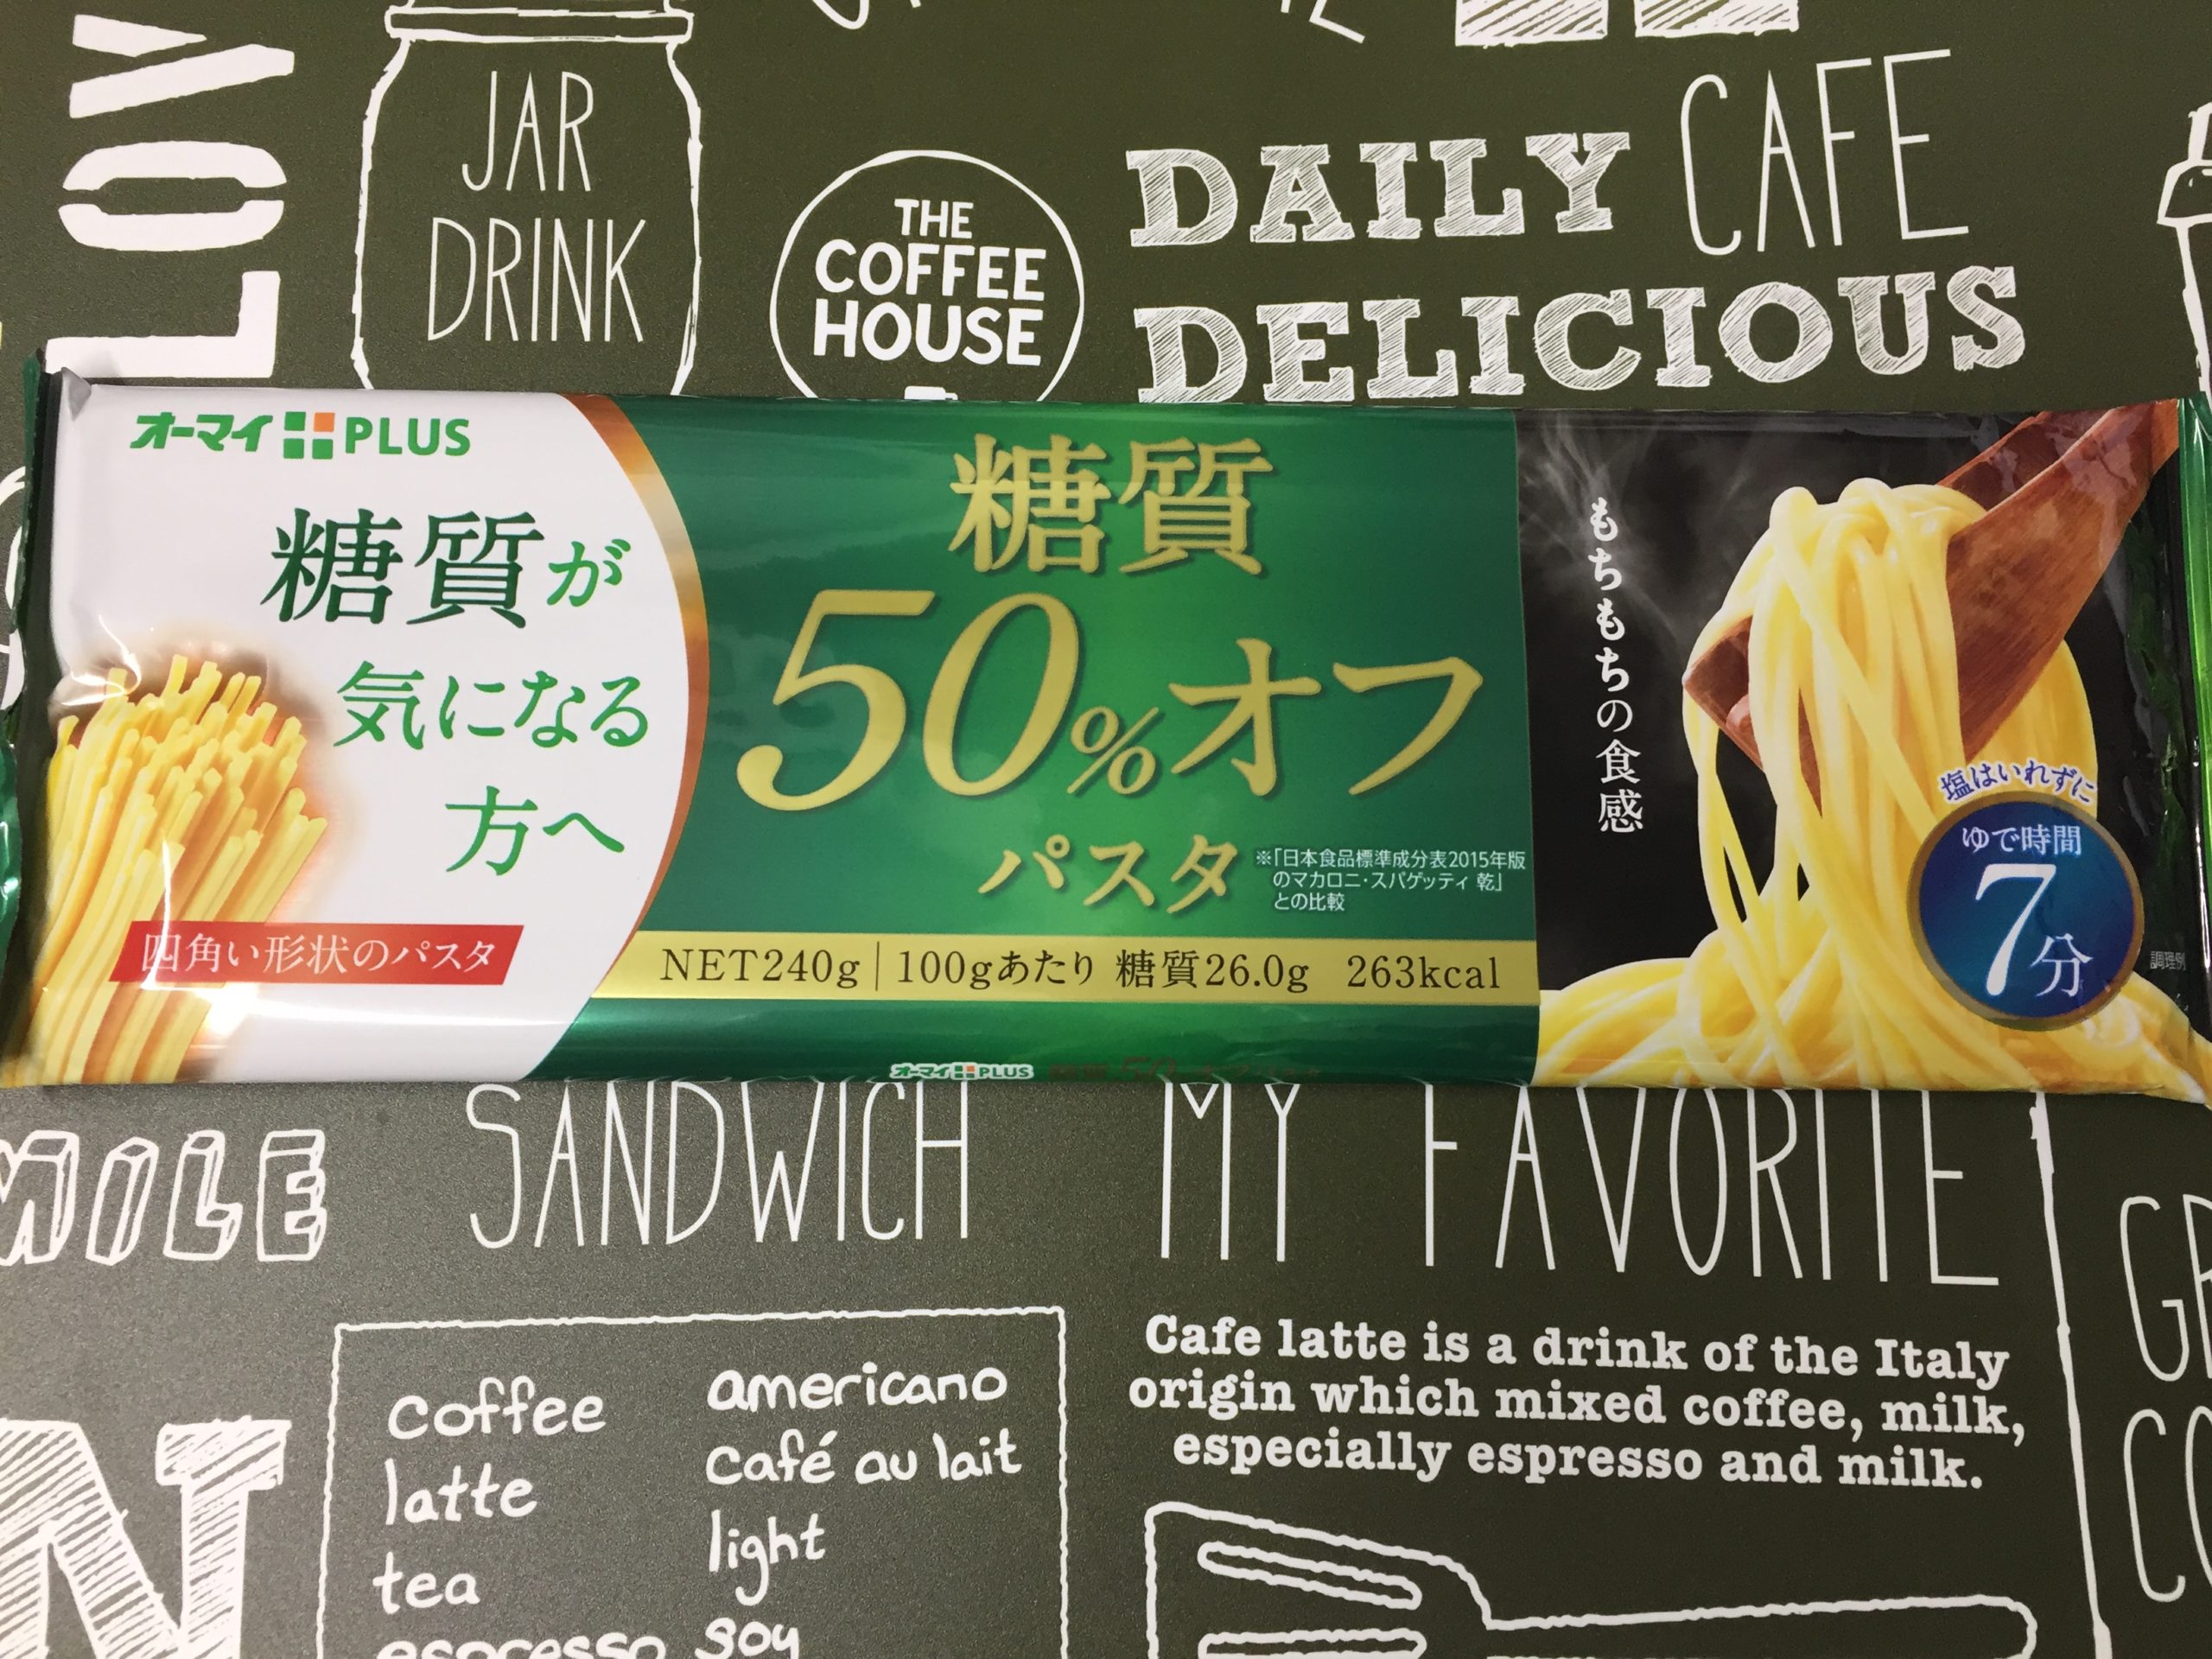 LOV
JAR
DRINK
THE
COFFEE
HOUSE
DAILY CAFE
DELICIOUS
オーマイ PLUS
糖質が
気になる
方へ
四角い形状のパスタ
糖質
50%オフ
パスタ
※「日本食品標準成分表2015年版
のマカロニ・スパゲッティ 乾」
との比較
NET240g | 100gあたり 糖質26.0g 263kcal
もちもちの食感
塩はいれずに
ゆで時間
7分
調理例
オーマイ PLUS
MILE
SANDWICH
MY FAVORITE
coffee
latte
tea
espresso
americano
café au lait
light
soy
Cafe latte is a drink of the Italy
origin which mixed coffee, milk,
especially espresso and milk.
N
GR
CO